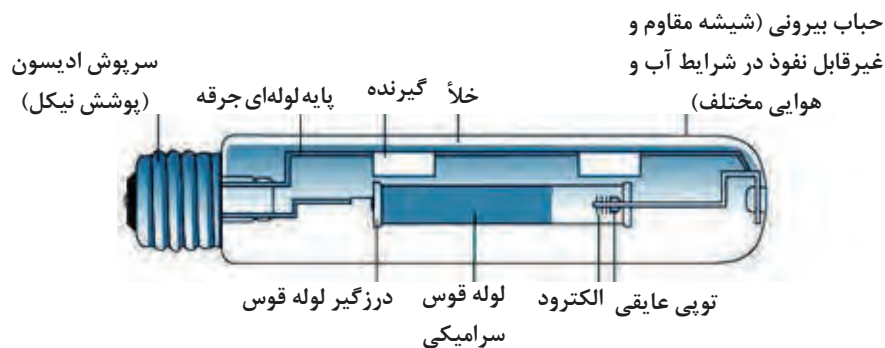 حباب بیرونی (شیشه مقاوم و
غیرقابل نفوذ در شرایط آب و
هوایی مختلف)
خلأ
گیرنده
پایه لوله‌ای جرقه
سرپوش ادیسون
(پوشش نیکل)
توپی عایقی
الکترود
لوله قوس
سرامیکی
درزگیر لوله قوس